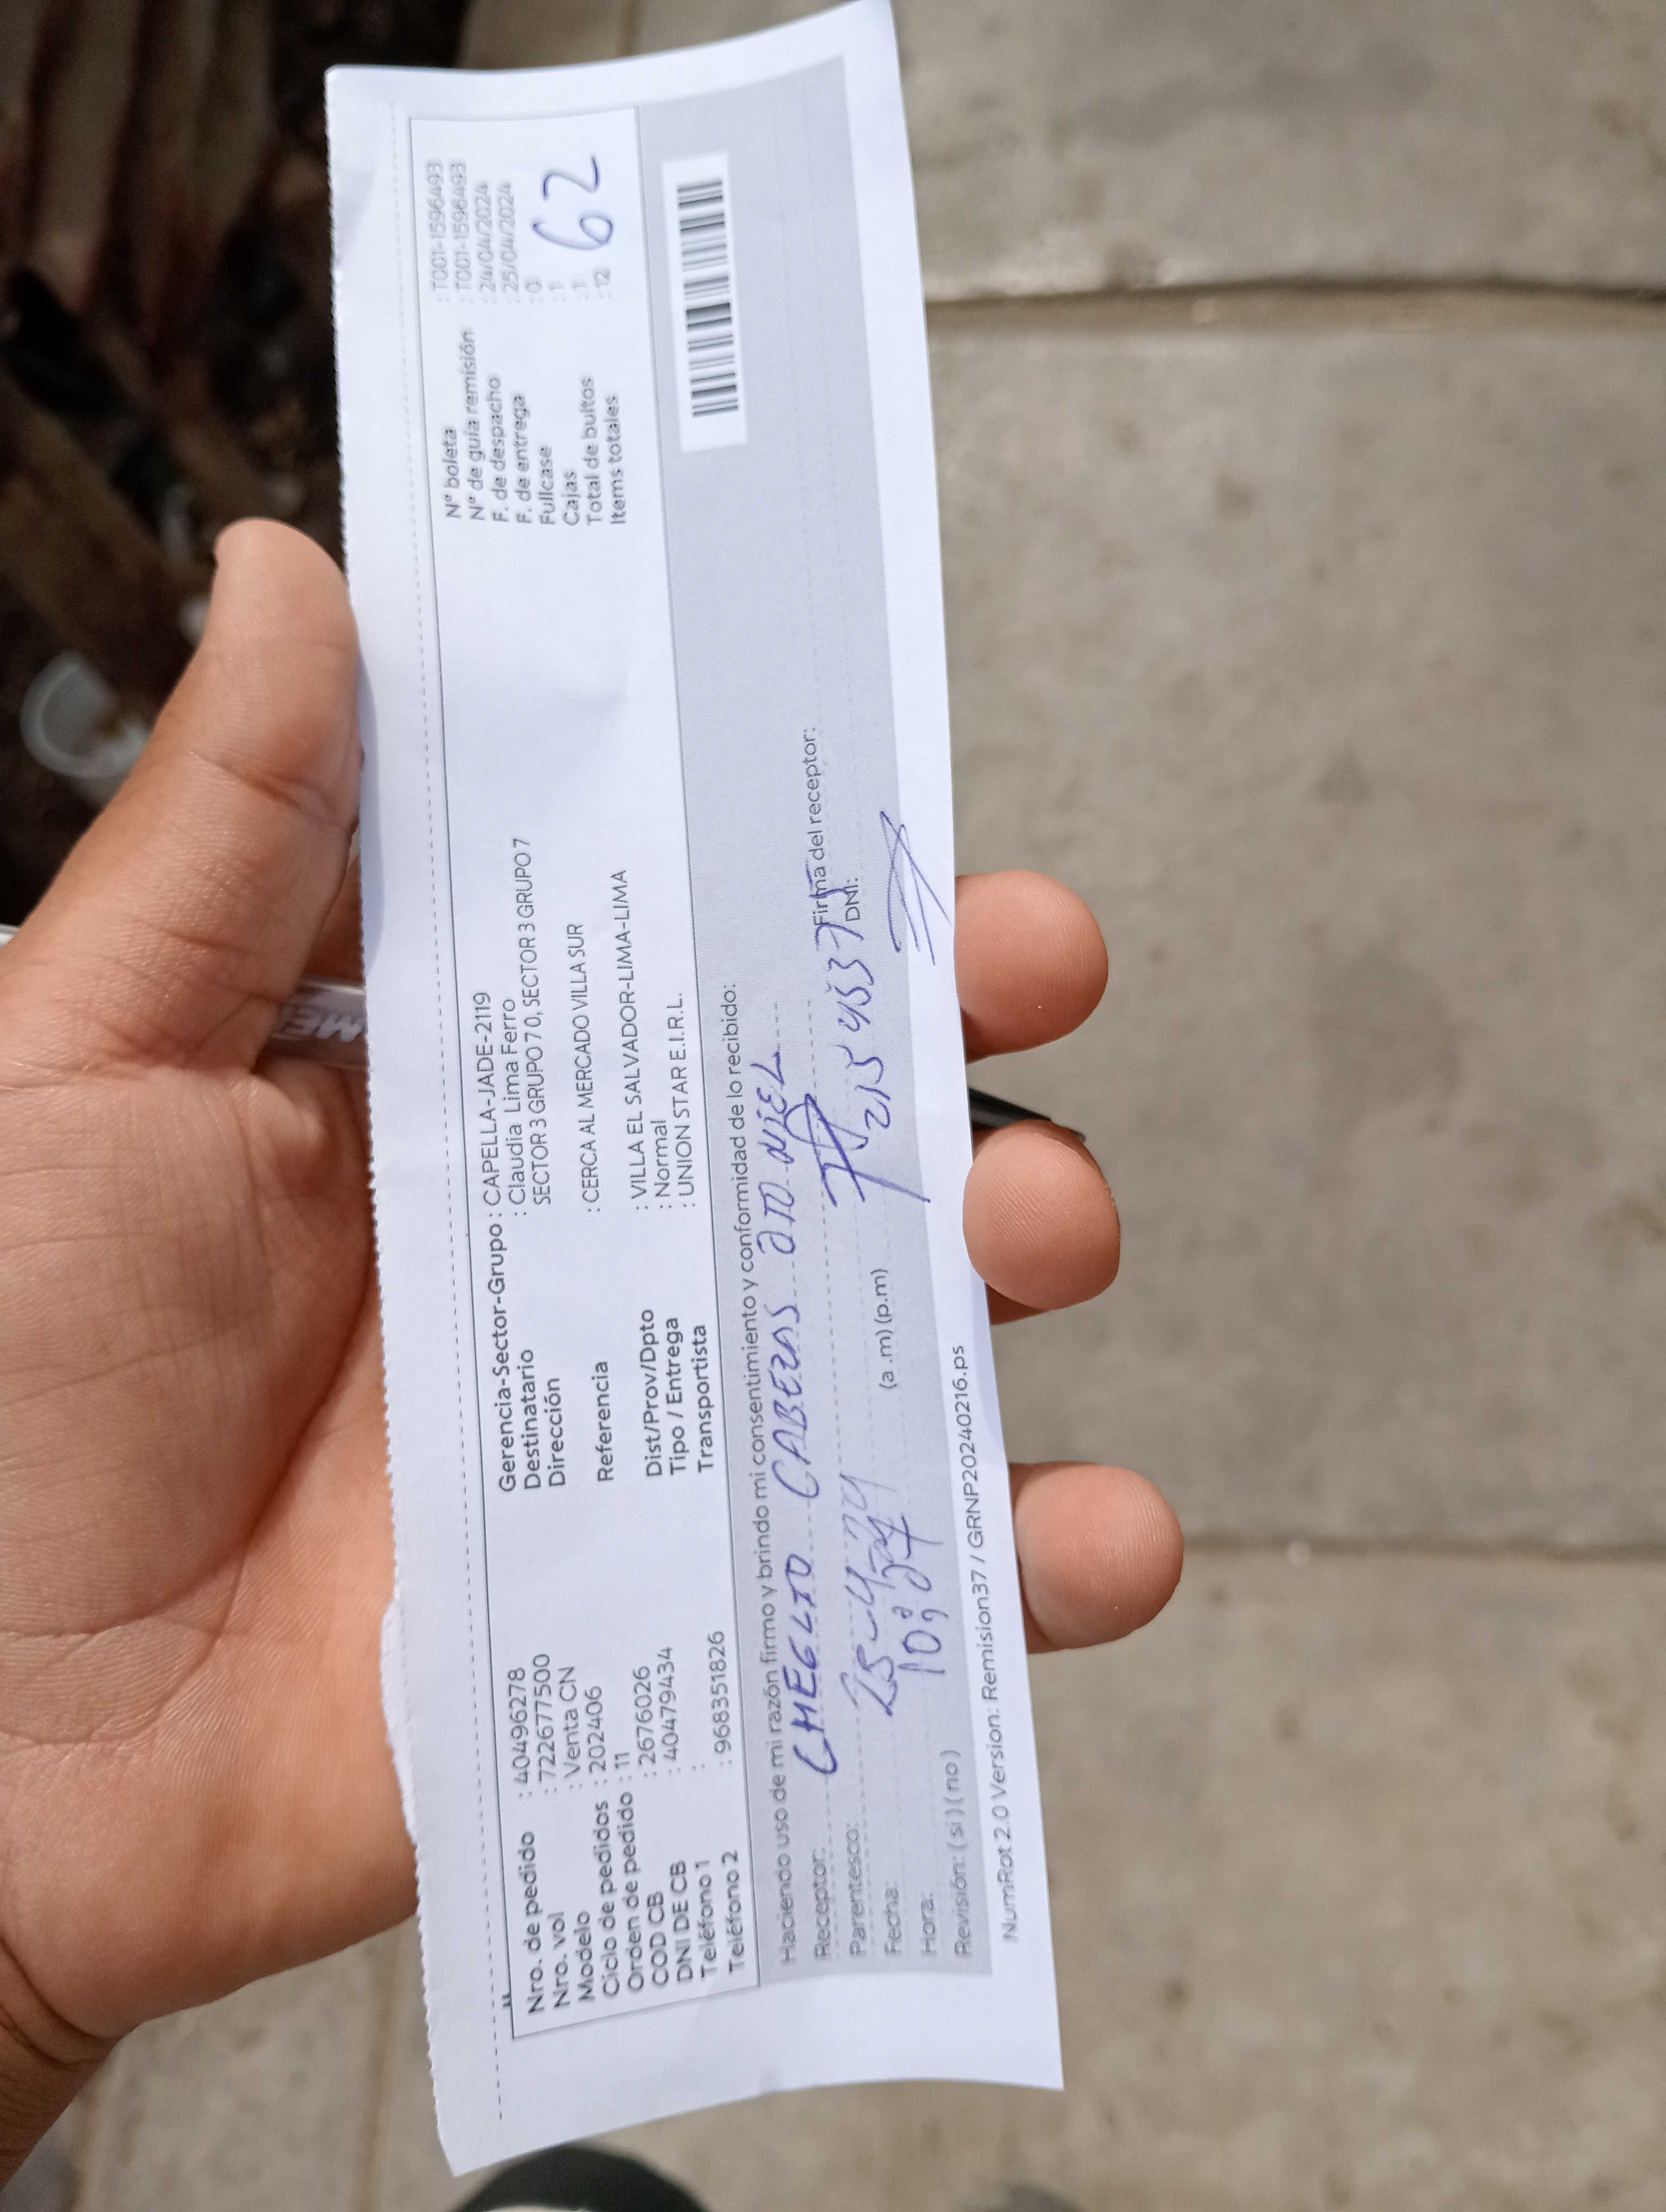 Nro. de pedido : 40496278
Nro. vol : 722677500
Modelo : Venta CN
Ciclo de pedidos : 202406
Orden de pedido : 11
COD CB : 2676026
DNI DE CB : 40479434
Teléfono 1 :
Teléfono 2 : 968351826
Gerencia-Sector-Grupo : CAPELLA-JADE-2119
Destinatario : Claudia Lima Ferro
Dirección SECTOR 3 GRUPO 7 0, SECTOR 3 GRUPO 7
Referencia : CERCA AL MERCADO VILLA SUR
Dist/Prov/Dpto : VILLA EL SALVADOR-LIMA-LIMA
Tipo / Entrega : Normal
Transportista : UNION STAR E.I.R.L.
N° boleta : T001-1596493
N° de guía remisión : T001-1596493
F. de despacho : 24/04/2024
F. de entrega : 25/04/2024
Fullcase : 0
Cajas : 1
Total de bultos : 1
Items totales : 12
62
Haciendo uso de mi razón firmo y brindo mi consentimiento y conformidad de lo recibido:
Receptor: CABEZAS
Parentesco:
Firma del receptor:
Fecha: 25-4-
DNI:
Hora: (a .m) (p.m)
Revisión: ( si ) ( no )
NumRot 2.0 Version: Remision37 / GRNP20240216.ps